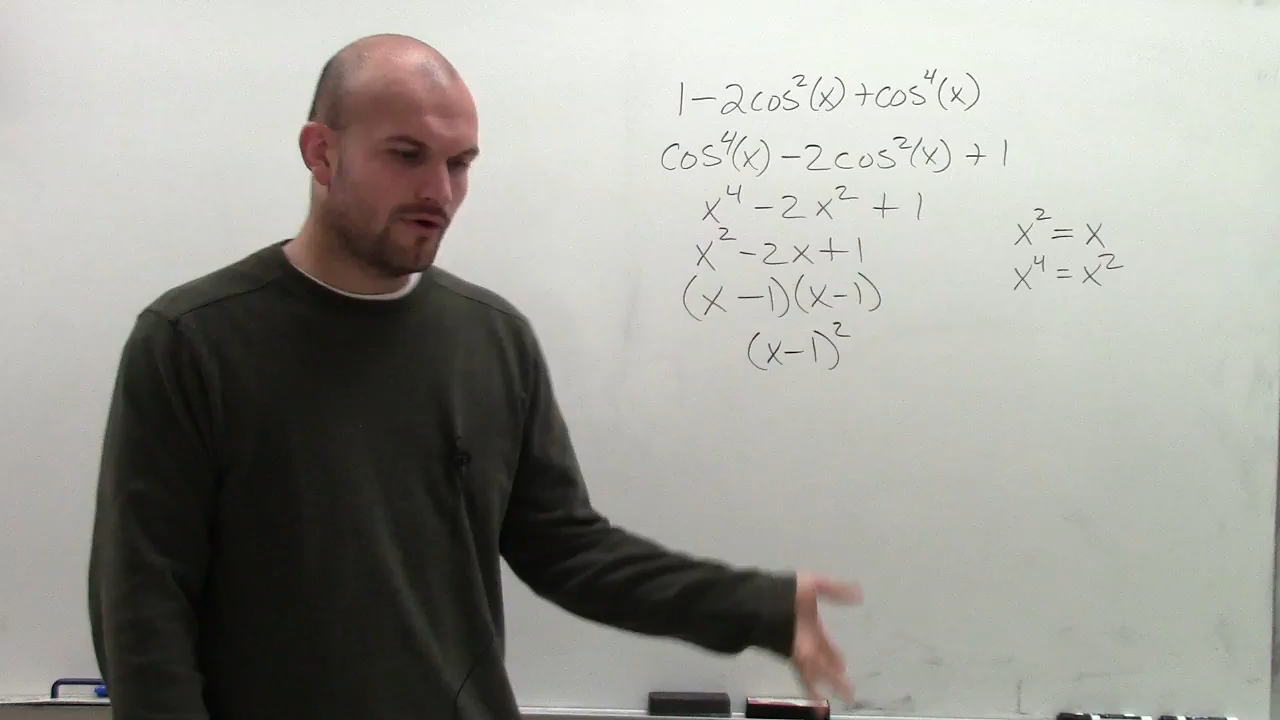 1-2cos²(x)+cos⁴(x)
cos⁴(x)-2cos²(x)+1
x⁴-2x²+1
x²-2x+1
(x-1)(x-1)
(x-1)²
x²=x
x⁴=x²